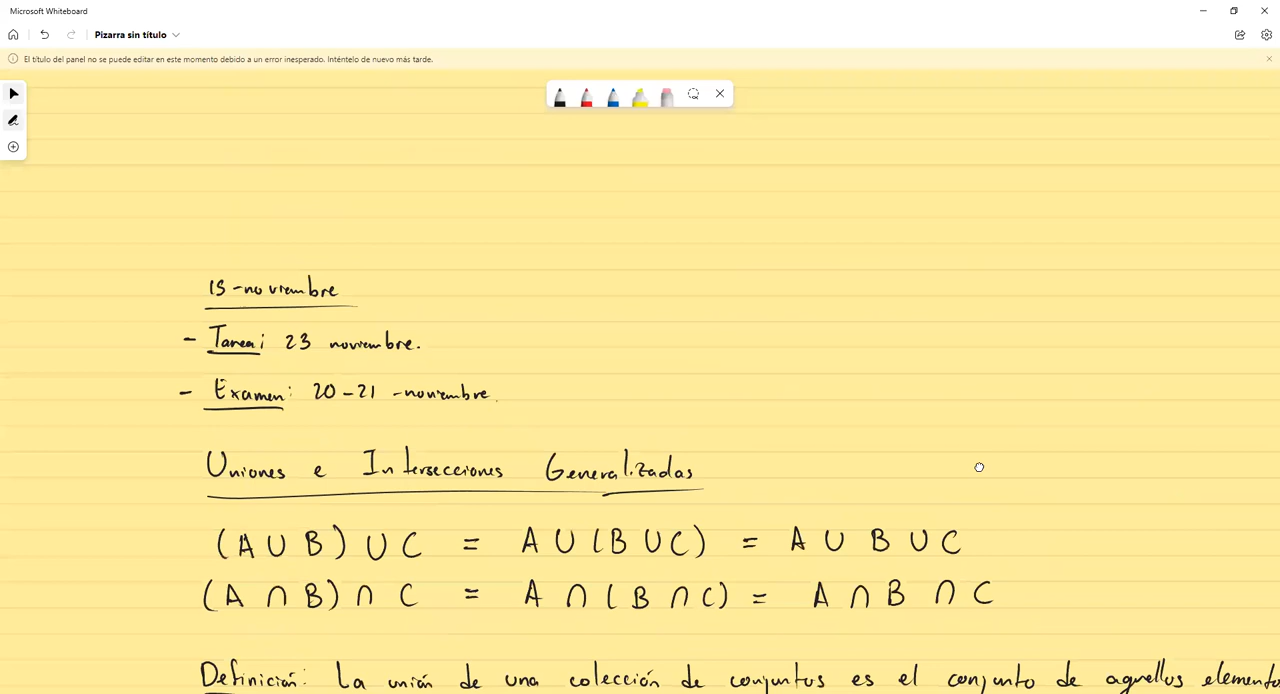 Microsoft Whiteboard
Pizarra sin título
El título del panel no se puede editar en este momento debido a un error inesperado. Inténtelo de nuevo más tarde.
15-noviembre
- Tarea: 23 noviembre.
- Examen: 20-21-noviembre.
Uniones e Intersecciones Generalizadas
(A ∪ B) ∪ C = A ∪ (B ∪ C) = A ∪ B ∪ C
(A ∩ B) ∩ C = A ∩ (B ∩ C) = A ∩ B ∩ C
Definición: La unión de una colección de conjuntos es el conjunto de aquellos elemento